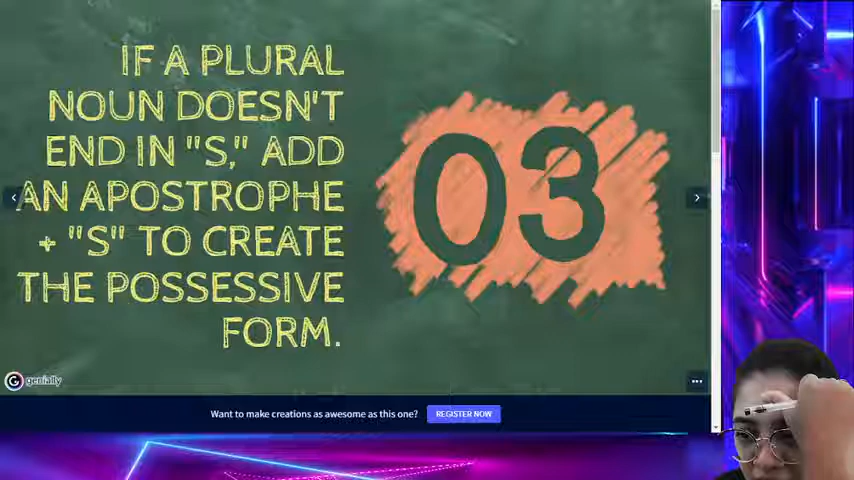 IF A PLURAL
NOUN DOESN'T
END IN "S," ADD
AN APOSTROPHE
+ "S" TO CREATE
THE POSSESSIVE
FORM.
03
genially
Want to make creations as awesome as this one?
REGISTER NOW